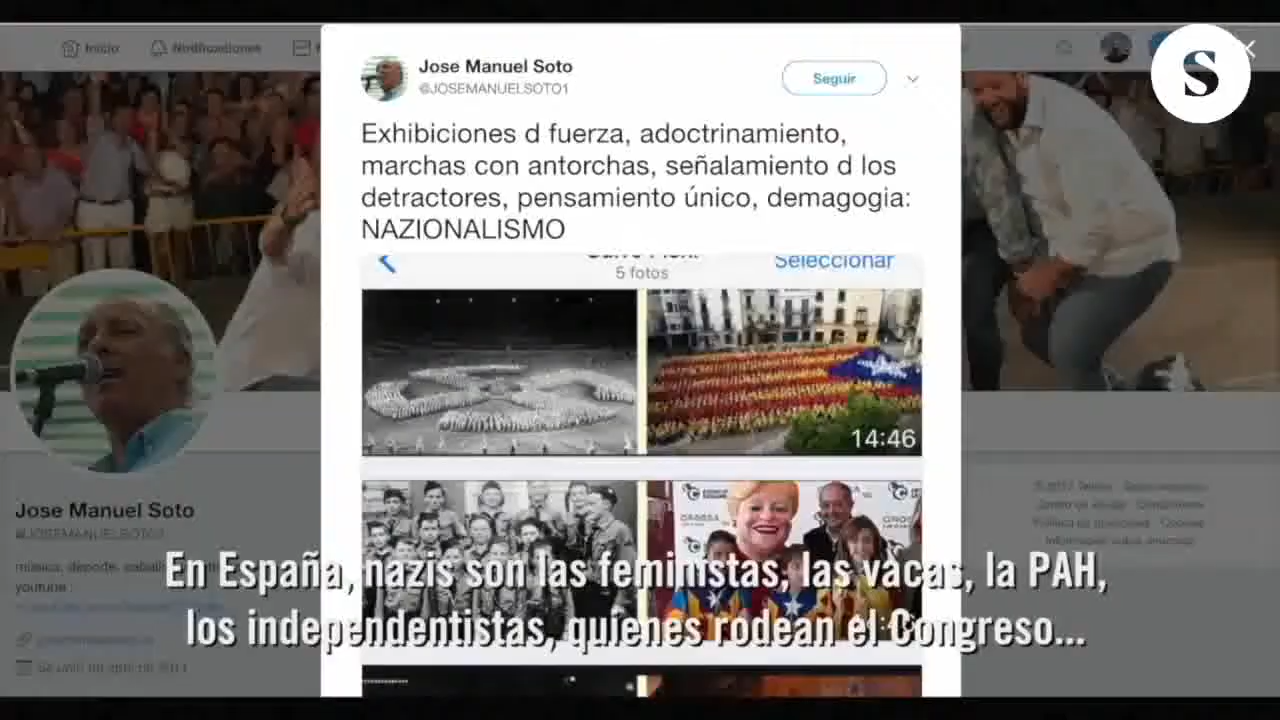 Inicio
Notificaciones
S
Jose Manuel Soto
@JOSEMANUELSOTO1
Seguir
Exhibiciones d fuerza, adoctrinamiento,
marchas con antorchas, señalamiento d los
detractores, pensamiento único, demagogia:
NAZIONALISMO
5 fotos
Seleccionar
14:46
Jose Manuel Soto
@JOSEMANUELSOTO1
youtube
En España, nazis son las feministas, las vacas, la PAH,
los independentistas, quienes rodean el Congreso...